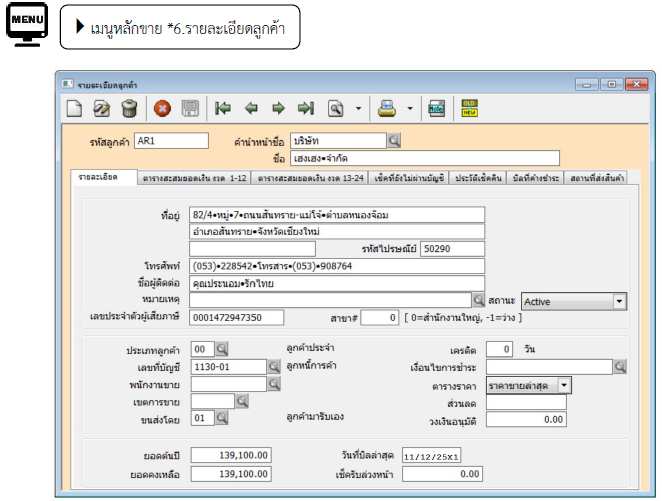 MENU
เมนูหลักขาย *6.รายละเอียดลูกค้า
รายละเอียดลูกค้า
OLD
NEW
รหัสลูกค้า AR1 คำนำหน้าชื่อ บริษัท
ชื่อ เฮงเฮง•จำกัด
รายละเอียด ตารางสะสมยอดเงิน งวด 1-12 ตารางสะสมยอดเงิน งวด 13-24 เช็คที่ยังไม่ผ่านบัญชี ประวัติเช็คคืน บิลที่ค้างชำระ สถานที่ส่งสินค้า
ที่อยู่ 82/4•หมู่•7•ถนนสันทราย-แม่โจ้•ตำบลหนองจ๊อม
อำเภอสันทราย•จังหวัดเชียงใหม่
รหัสไปรษณีย์ 50290
โทรศัพท์ (053)•228542•โทรสาร•(053)•908764
ชื่อผู้ติดต่อ คุณประนอม•รักไทย
หมายเหตุ สถานะ Active
เลขประจำตัวผู้เสียภาษี 0001472947350 สาขา# 0 [ 0=สำนักงานใหญ่, -1=ว่าง ]
ประเภทลูกค้า 00 ลูกค้าประจำ เครดิต 0 วัน
เลขที่บัญชี 1130-01 ลูกหนี้การค้า เงื่อนไขการชำระ
พนักงานขาย ตารางราคา ราคาขายล่าสุด
เขตการขาย ส่วนลด
ขนส่งโดย 01 ลูกค้ามารับเอง วงเงินอนุมัติ 0.00
ยอดต้นปี 139,100.00 วันที่บิลล่าสุด 11/12/25x1
ยอดคงเหลือ 139,100.00 เช็ครับล่วงหน้า 0.00